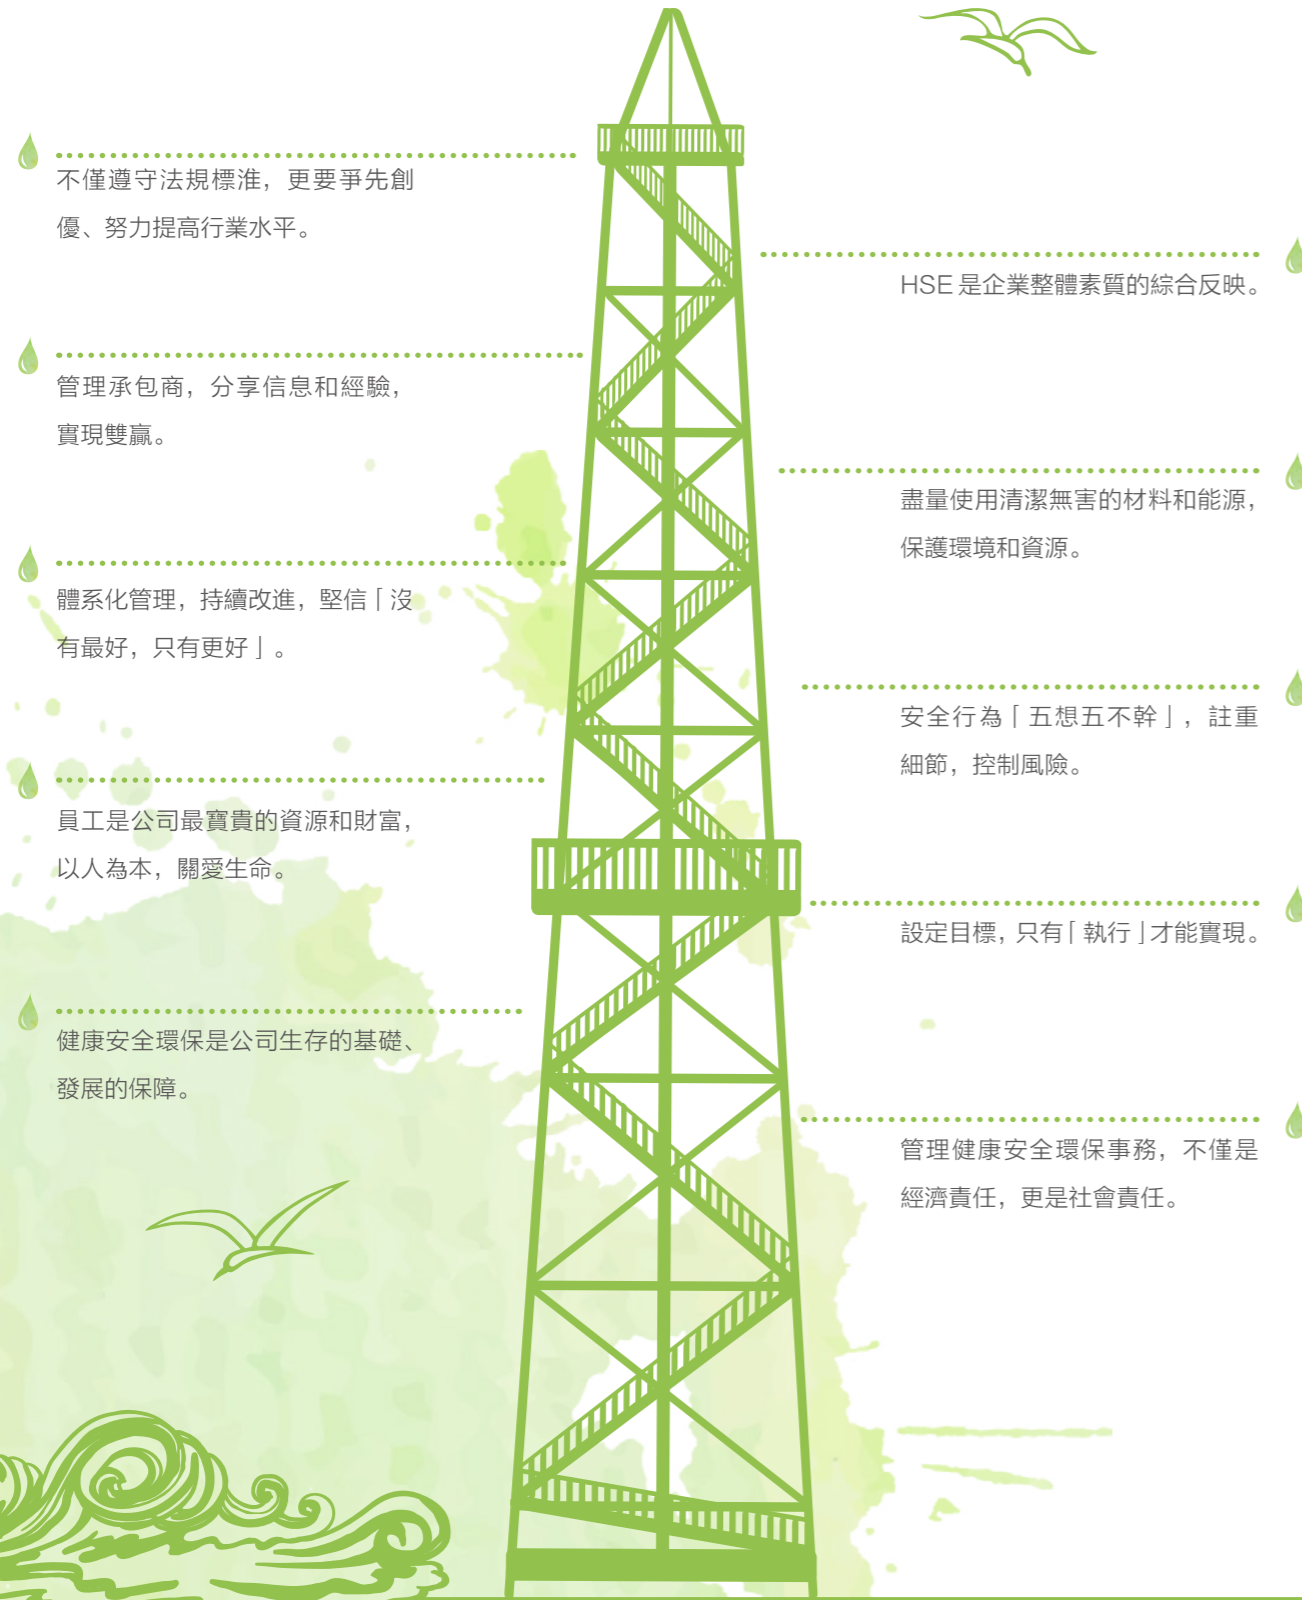 不僅遵守法規標淮，更要爭先創
優、努力提高行業水平。
管理承包商，分享信息和經驗，
實現雙贏。
體系化管理，持續改進，堅信「沒
有最好，只有更好」。
員工是公司最寶貴的資源和財富，
以人為本，關愛生命。
健康安全環保是公司生存的基礎、
發展的保障。
HSE 是企業整體素質的綜合反映。
盡量使用清潔無害的材料和能源，
保護環境和資源。
安全行為「五想五不幹」，註重
細節，控制風險。
設定目標，只有「執行」才能實現。
管理健康安全環保事務，不僅是
經濟責任，更是社會責任。